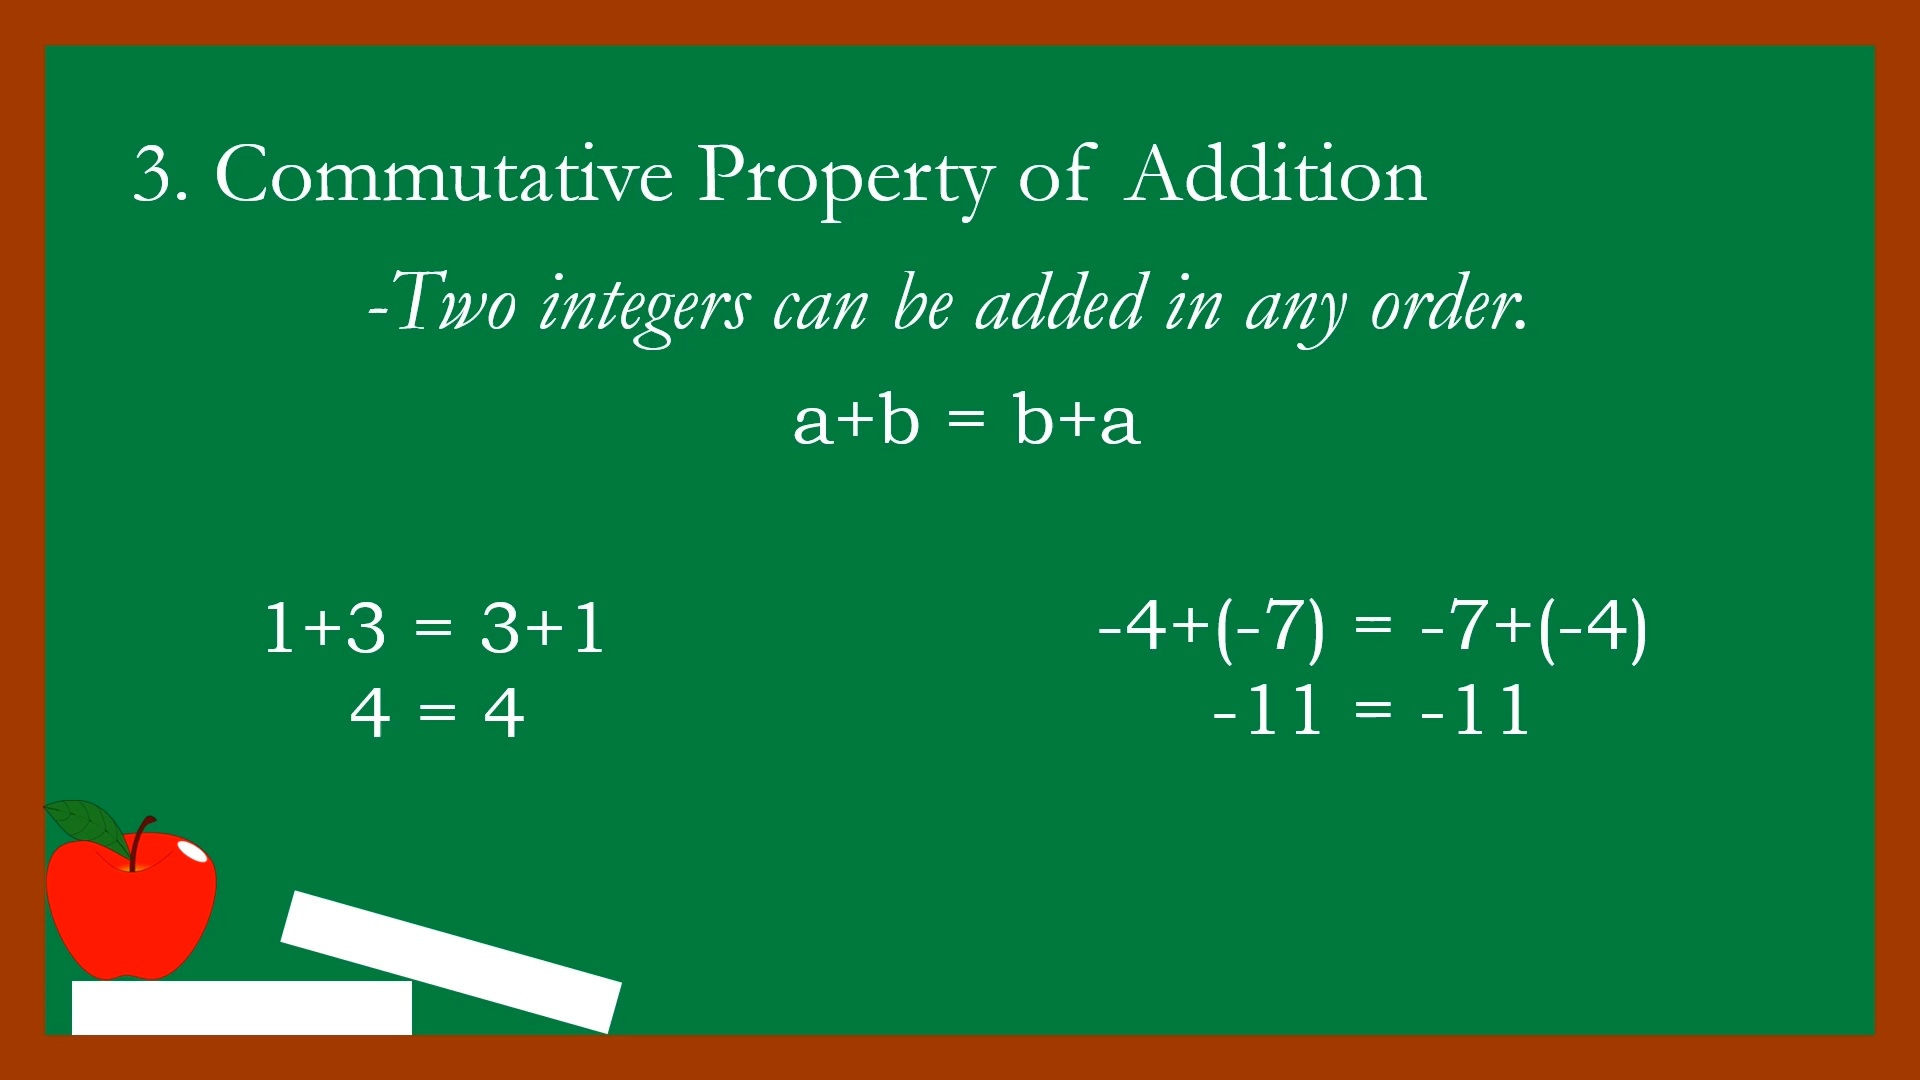 3. Commutative Property of Addition
-Two integers can be added in any order.
a+b = b+a
1+3 = 3+1
4 = 4
-4+(-7) = -7+(-4)
-11 = -11